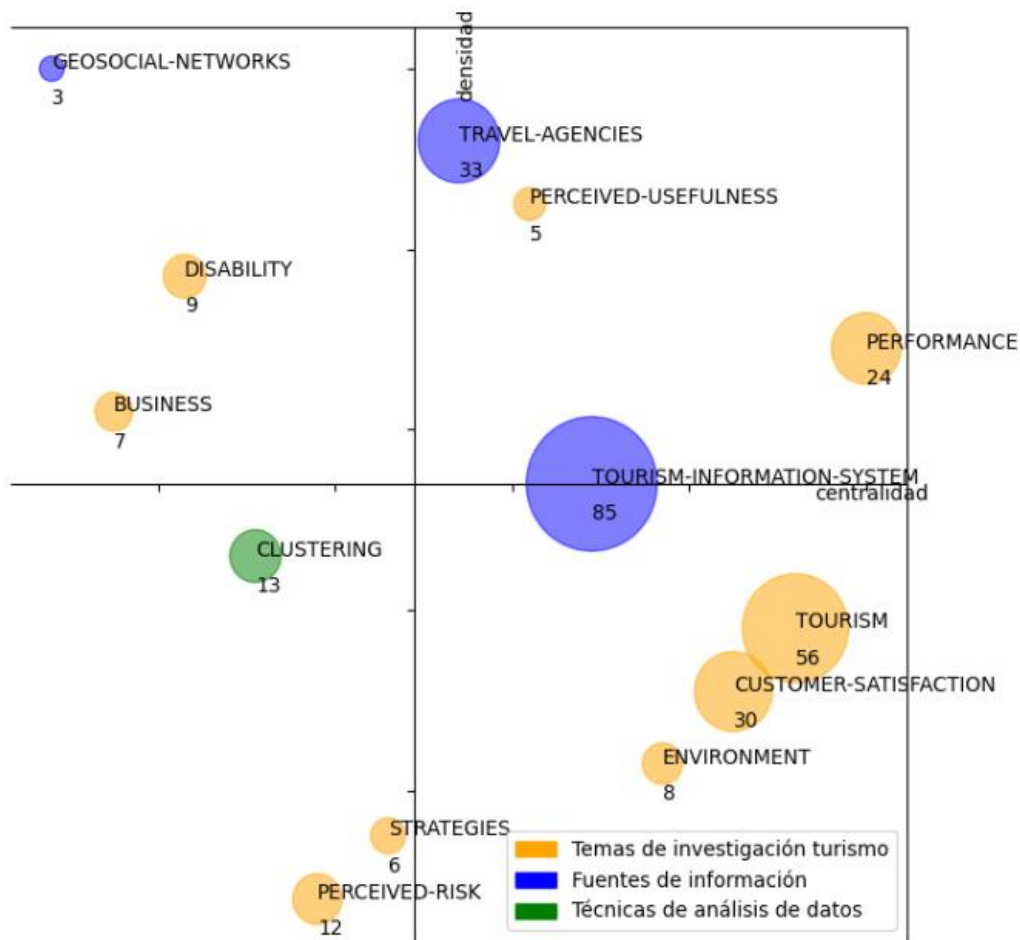 densidad
GEOSOCIAL-NETWORKS
3
TRAVEL-AGENCIES
33
PERCEIVED-USEFULNESS
5
DISABILITY
9
PERFORMANCE
24
BUSINESS
7
TOURISM-INFORMATION-SYSTEM
centralidad
85
CLUSTERING
13
TOURISM
56
CUSTOMER-SATISFACTION
30
ENVIRONMENT
8
STRATEGIES
6
PERCEIVED-RISK
12
Temas de investigación turismo
Fuentes de información
Técnicas de análisis de datos